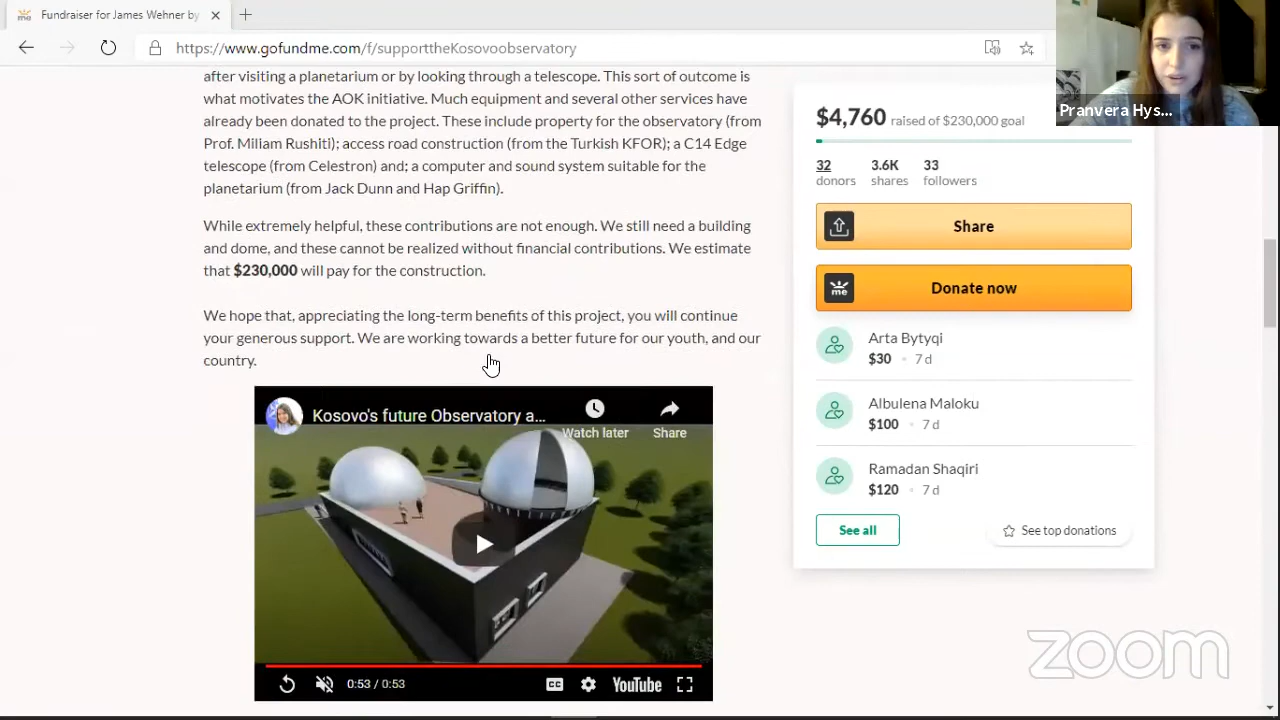 Fundraiser for James Wehner by
https://www.gofundme.com/f/supporttheKosovoobservatory
Pranvera Hys...
after visiting a planetarium or by looking through a telescope. This sort of outcome is
what motivates the AOK initiative. Much equipment and several other services have
already been donated to the project. These include property for the observatory (from
Prof. Miliam Rushiti); access road construction (from the Turkish KFOR); a C14 Edge
telescope (from Celestron) and; a computer and sound system suitable for the
planetarium (from Jack Dunn and Hap Griffin).
While extremely helpful, these contributions are not enough. We still need a building
and dome, and these cannot be realized without financial contributions. We estimate
that $230,000 will pay for the construction.
We hope that, appreciating the long-term benefits of this project, you will continue
your generous support. We are working towards a better future for our youth, and our
country.
Kosovo's future Observatory a...
Watch later
Share
0:53 / 0:53
CC
YouTube
$4,760 raised of $230,000 goal
32 3.6K 33
donors shares followers
Share
me Donate now
Arta Bytyqi
$30 • 7 d
Albulena Maloku
$100 • 7 d
Ramadan Shaqiri
$120 • 7 d
See all
See top donations
zoom